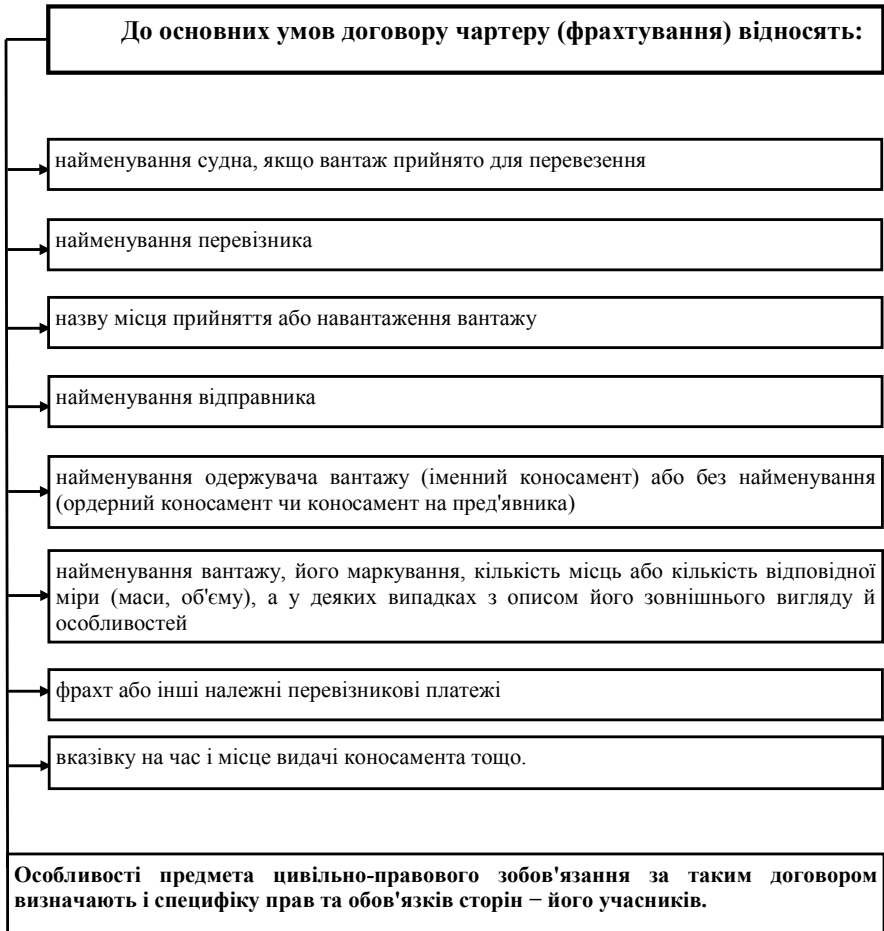 До основних умов договору чартеру (фрахтування) відносять:
найменування судна, якщо вантаж прийнято для перевезення
найменування перевізника
назву місця прийняття або навантаження вантажу
найменування відправника
найменування одержувача вантажу (іменний коносамент) або без найменування
(ордерний коносамент чи коносамент на пред'явника)
найменування вантажу, його маркування, кількість місць або кількість відповідної
міри (маси, об'єму), а у деяких випадках з описом його зовнішнього вигляду й
особливостей
фрахт або інші належні перевізникові платежі
вказівку на час і місце видачі коносамента тощо.
Особливості предмета цивільно-правового зобов'язання за таким договором
визначають і специфіку прав та обов'язків сторін − його учасників.